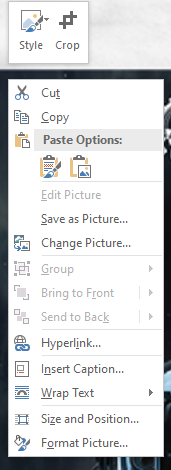 Style Crop
Cut
Copy
Paste Options:
Edit Picture
Save as Picture...
Change Picture...
Group
Bring to Front
Send to Back
Hyperlink...
Insert Caption...
Wrap Text
Size and Position...
Format Picture...